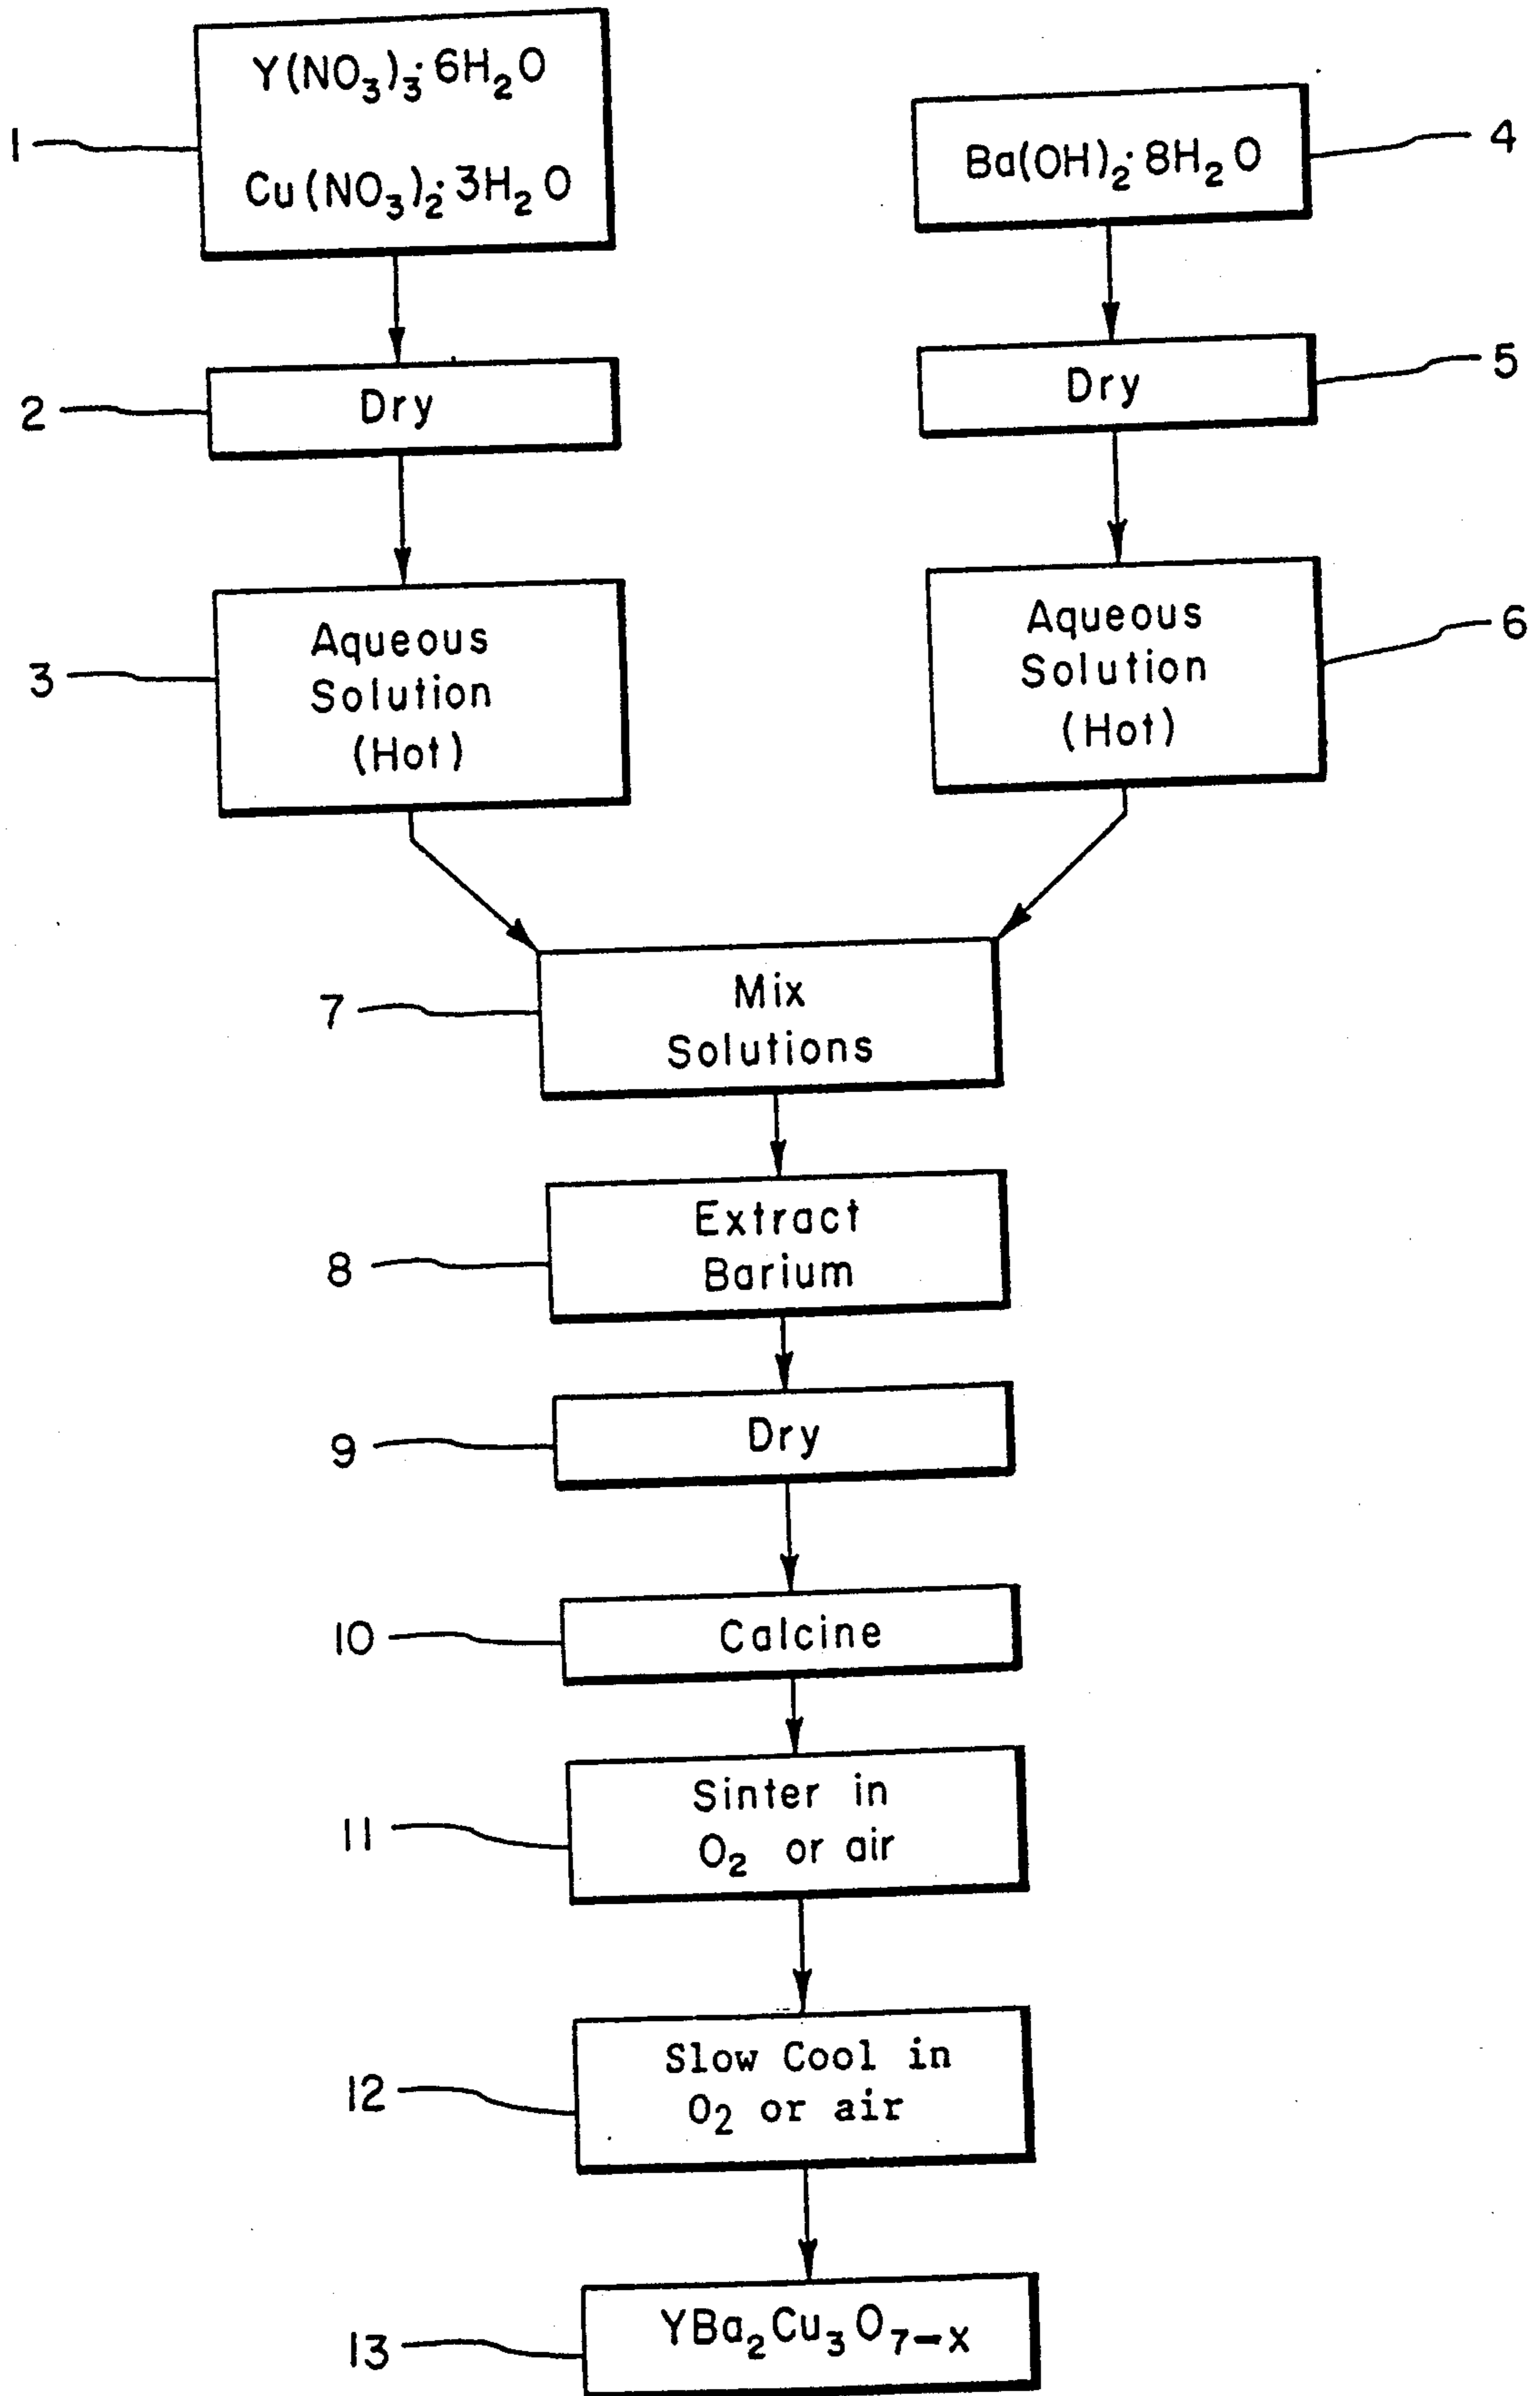 1
Y(NO₃)₃·6H₂O
Cu(NO₃)₂·3H₂O
Ba(OH)₂·8H₂O
4
2
Dry
Dry
5
3
Aqueous
Solution
(Hot)
Aqueous
Solution
(Hot)
6
7
Mix
Solutions
8
Extract
Barium
9
Dry
10
Calcine
11
Sinter in
O₂ or air
12
Slow Cool in
O₂ or air
13
YBa₂Cu₃O₇₋ₓ